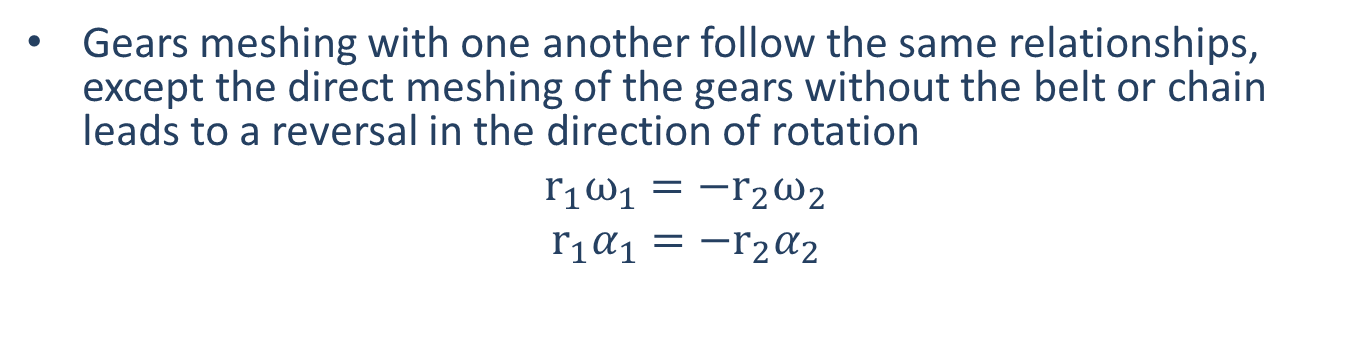 • Gears meshing with one another follow the same relationships,
except the direct meshing of the gears without the belt or chain
leads to a reversal in the direction of rotation
r₁ω₁ = −r₂ω₂
r₁α₁ = −r₂α₂